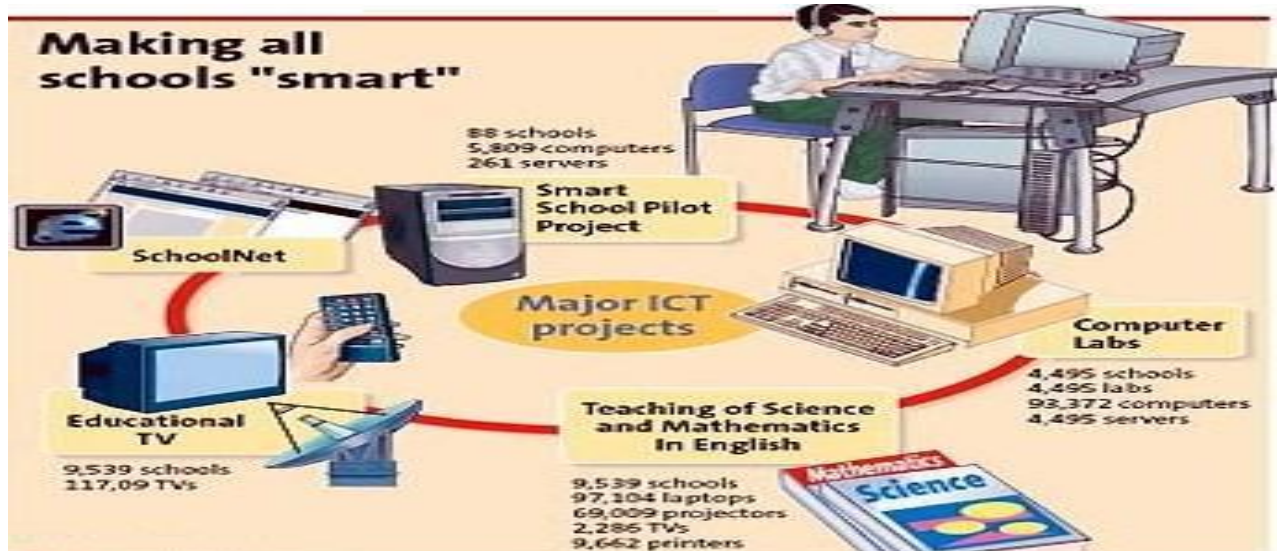 Making all
schools "smart"
88 schools
5,809 computers
261 servers
Smart
School Pilot
Project
SchoolNet
Major ICT
projects
Computer
Labs
4,495 schools
4,495 labs
93,372 computers
4,495 servers
Educational
TV
9,539 schools
117,09 TVs
Teaching of Science
and Mathematics
In English
9,539 schools
97,104 laptops
69,009 projectors
2,286 TVs
9,662 printers
Mathematics
Science